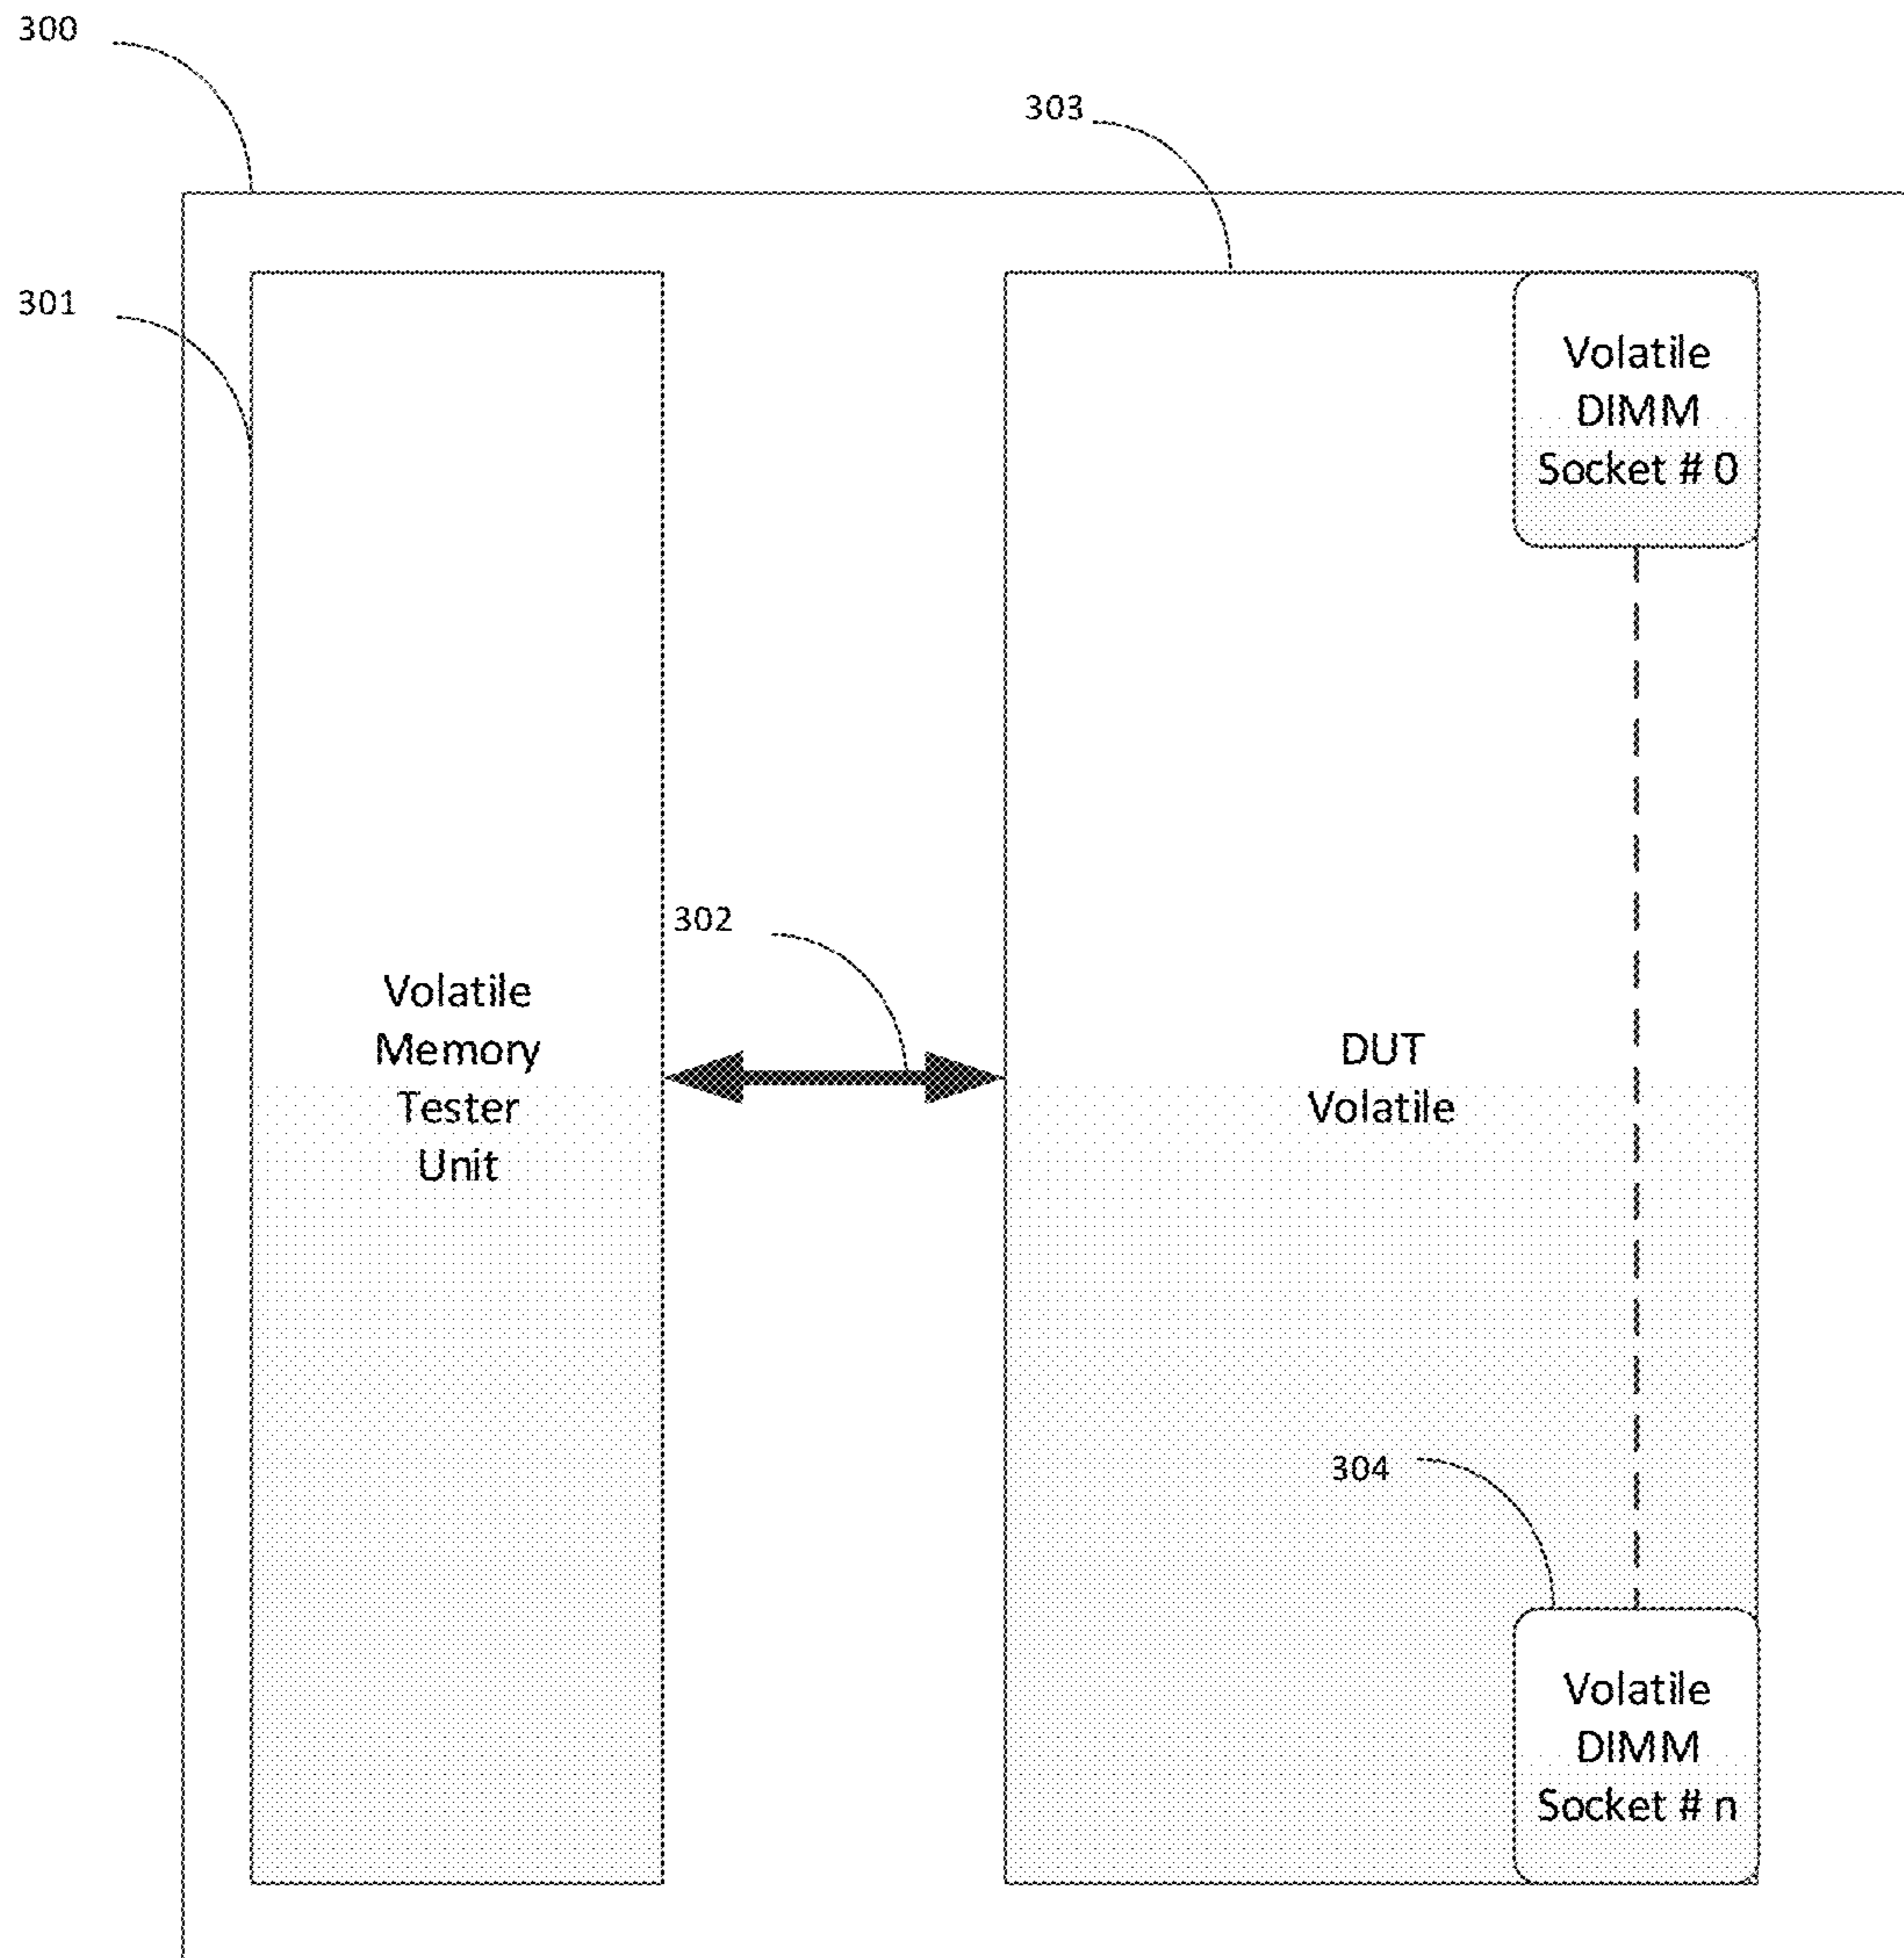 300
303
301
Volatile
DIMM
Socket # 0
302
Volatile
Memory
Tester
Unit
DUT
Volatile
304
Volatile
DIMM
Socket # n